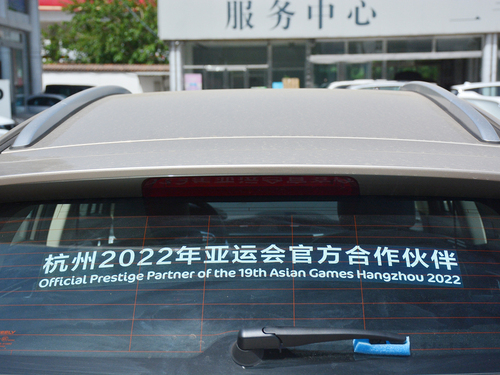 服务中心
杭州2022年亚运会官方合作伙伴
Official Prestige Partner of the 19th Asian Games Hangzhou 2022